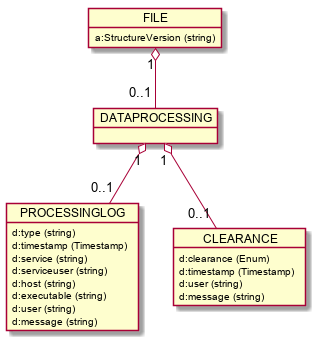 FILE
a:StructureVersion (string)
1
0..1
DATAPROCESSING
1
1
0..1
0..1
PROCESSINGLOG
d:type (string)
d:timestamp (Timestamp)
d:service (string)
d:serviceuser (string)
d:host (string)
d:executable (string)
d:user (string)
d:message (string)
CLEARANCE
d:clearance (Enum)
d:timestamp (Timestamp)
d:user (string)
d:message (string)